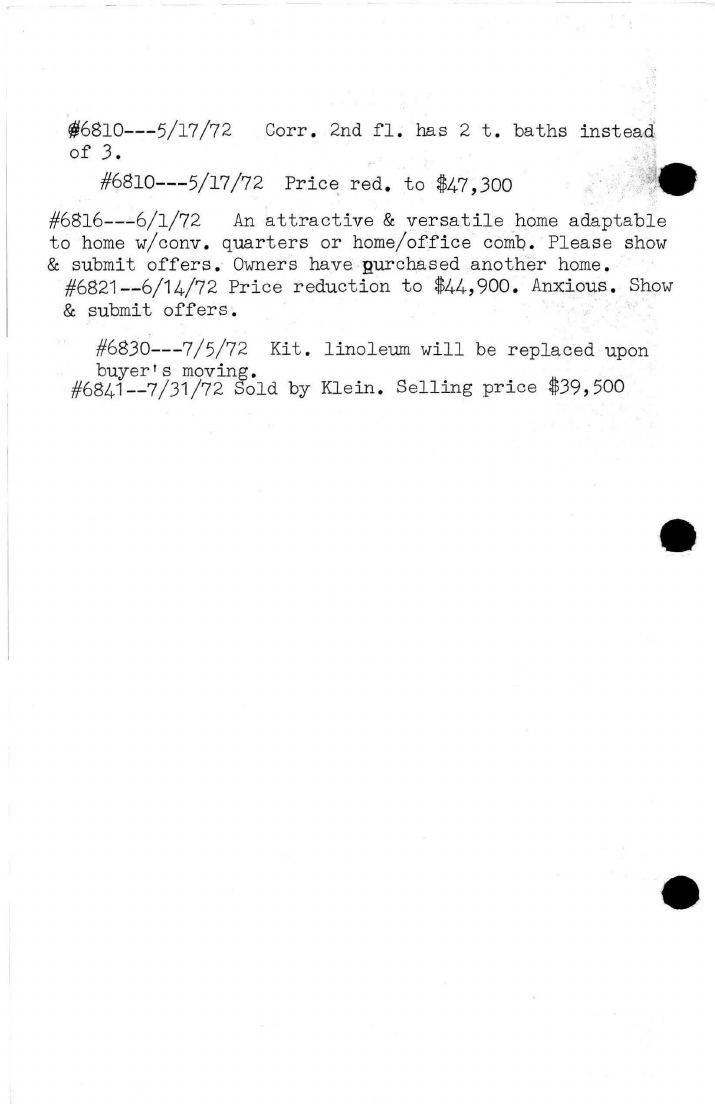 #6810---5/17/72 Corr. 2nd fl. has 2 t. baths instead
of 3.
#6810---5/17/72 Price red. to $47,300
#6816---6/1/72 An attractive & versatile home adaptable
to home w/conv. quarters or home/office comb. Please show
& submit offers. Owners have purchased another home.
#6821--6/14/72 Price reduction to $44,900. Anxious. Show
& submit offers.
#6830---7/5/72 Kit. linoleum will be replaced upon
buyer's moving.
#6841--7/31/72 Sold by Klein. Selling price $39,500